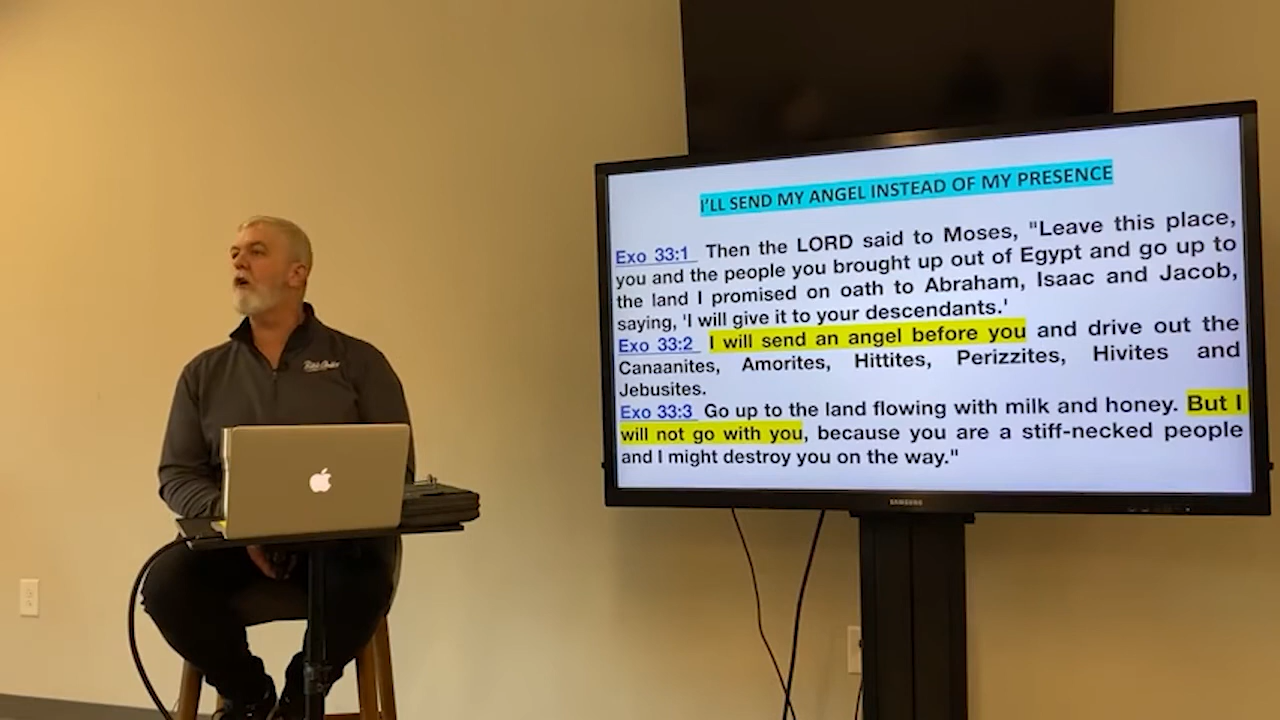 I'LL SEND MY ANGEL INSTEAD OF MY PRESENCE
Exo 33:1 Then the LORD said to Moses, "Leave this place,
you and the people you brought up out of Egypt and go up to
the land I promised on oath to Abraham, Isaac and Jacob,
saying, 'I will give it to your descendants.'
Exo 33:2 I will send an angel before you and drive out the
Canaanites, Amorites, Hittites, Perizzites, Hivites and
Jebusites.
Exo 33:3 Go up to the land flowing with milk and honey. But I
will not go with you, because you are a stiff-necked people
and I might destroy you on the way."
SAMSUNG